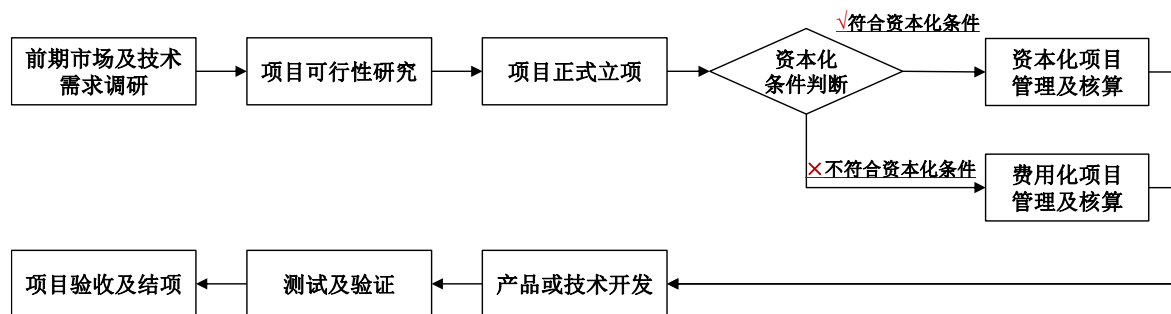 前期市场及技术
需求调研
项目可行性研究
项目正式立项
资本化
条件判断
√符合资本化条件
资本化项目
管理及核算
×不符合资本化条件
费用化项目
管理及核算
项目验收及结项
测试及验证
产品或技术开发